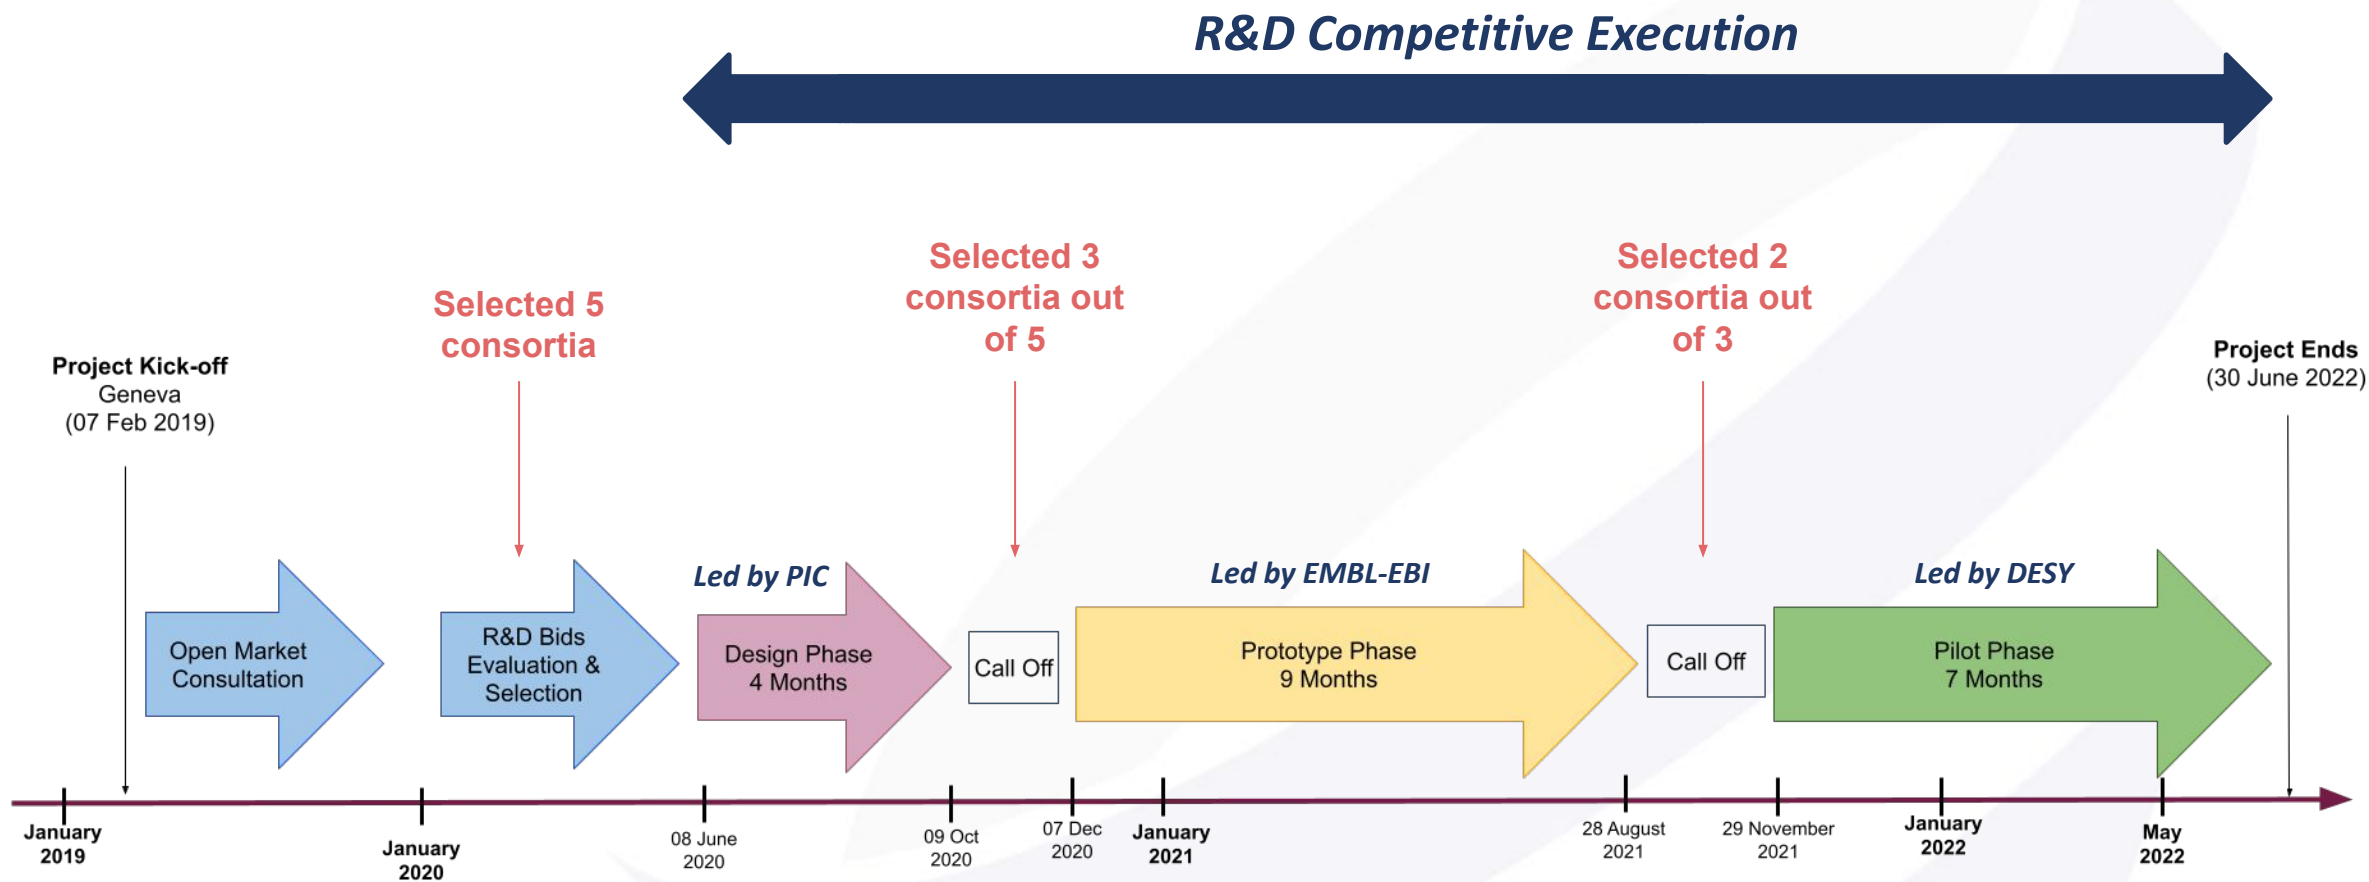 R&D Competitive Execution
Selected 5
consortia
Selected 3
consortia out
of 5
Selected 2
consortia out
of 3
Project Kick-off
Geneva
(07 Feb 2019)
Project Ends
(30 June 2022)
Led by PIC
Led by EMBL-EBI
Led by DESY
Open Market
Consultation
R&D Bids
Evaluation &
Selection
Design Phase
4 Months
Call Off
Prototype Phase
9 Months
Call Off
Pilot Phase
7 Months
January
2019
January
2020
08 June
2020
09 Oct
2020
07 Dec
2020
January
2021
28 August
2021
29 November
2021
January
2022
May
2022